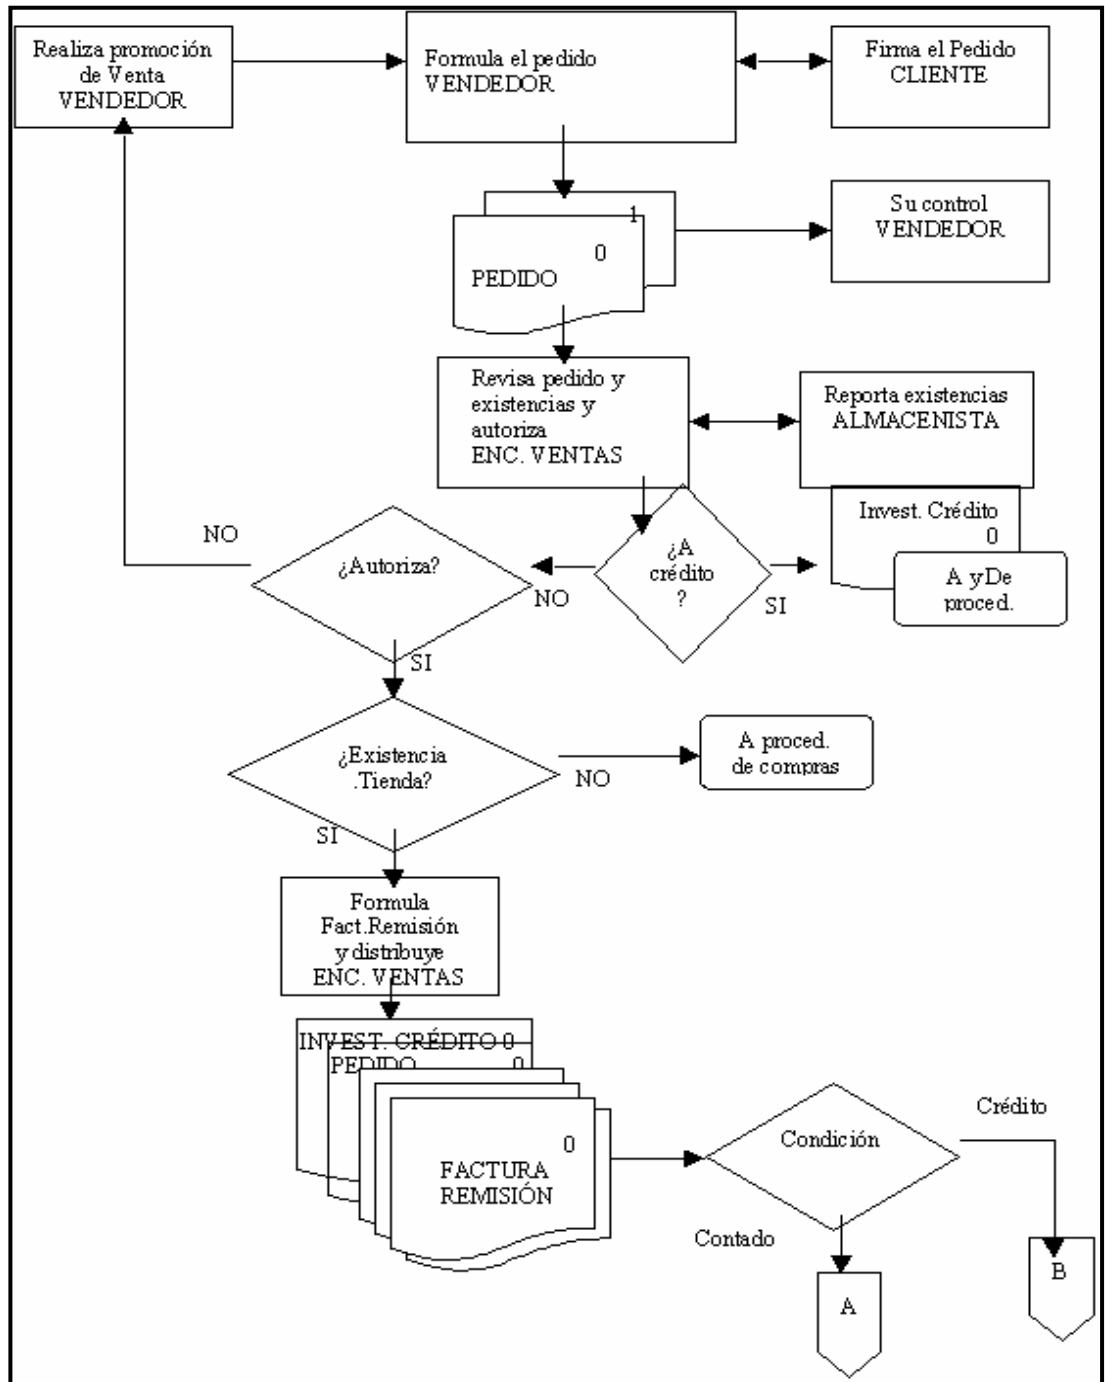 Realiza promoción
de Venta
VENDEDOR
Formula el pedido
VENDEDOR
Firma el Pedido
CLIENTE
1
0
PEDIDO
Su control
VENDEDOR
Revisa pedido y
existencias y
autoriza
ENC. VENTAS
Reporta existencias
ALMACENISTA
Invest. Crédito
0
A y De
proced.
¿A
crédito
?
SI
NO
¿Autoriza?
NO
SI
¿Existencia
.Tienda?
NO
A proced.
de compras
SI
Formula
Fact.Remisión
y distribuye
ENC. VENTAS
INVEST. CRÉDITO 0
PEDIDO 0
0
FACTURA
REMISIÓN
Condición
Crédito
Contado
A
B